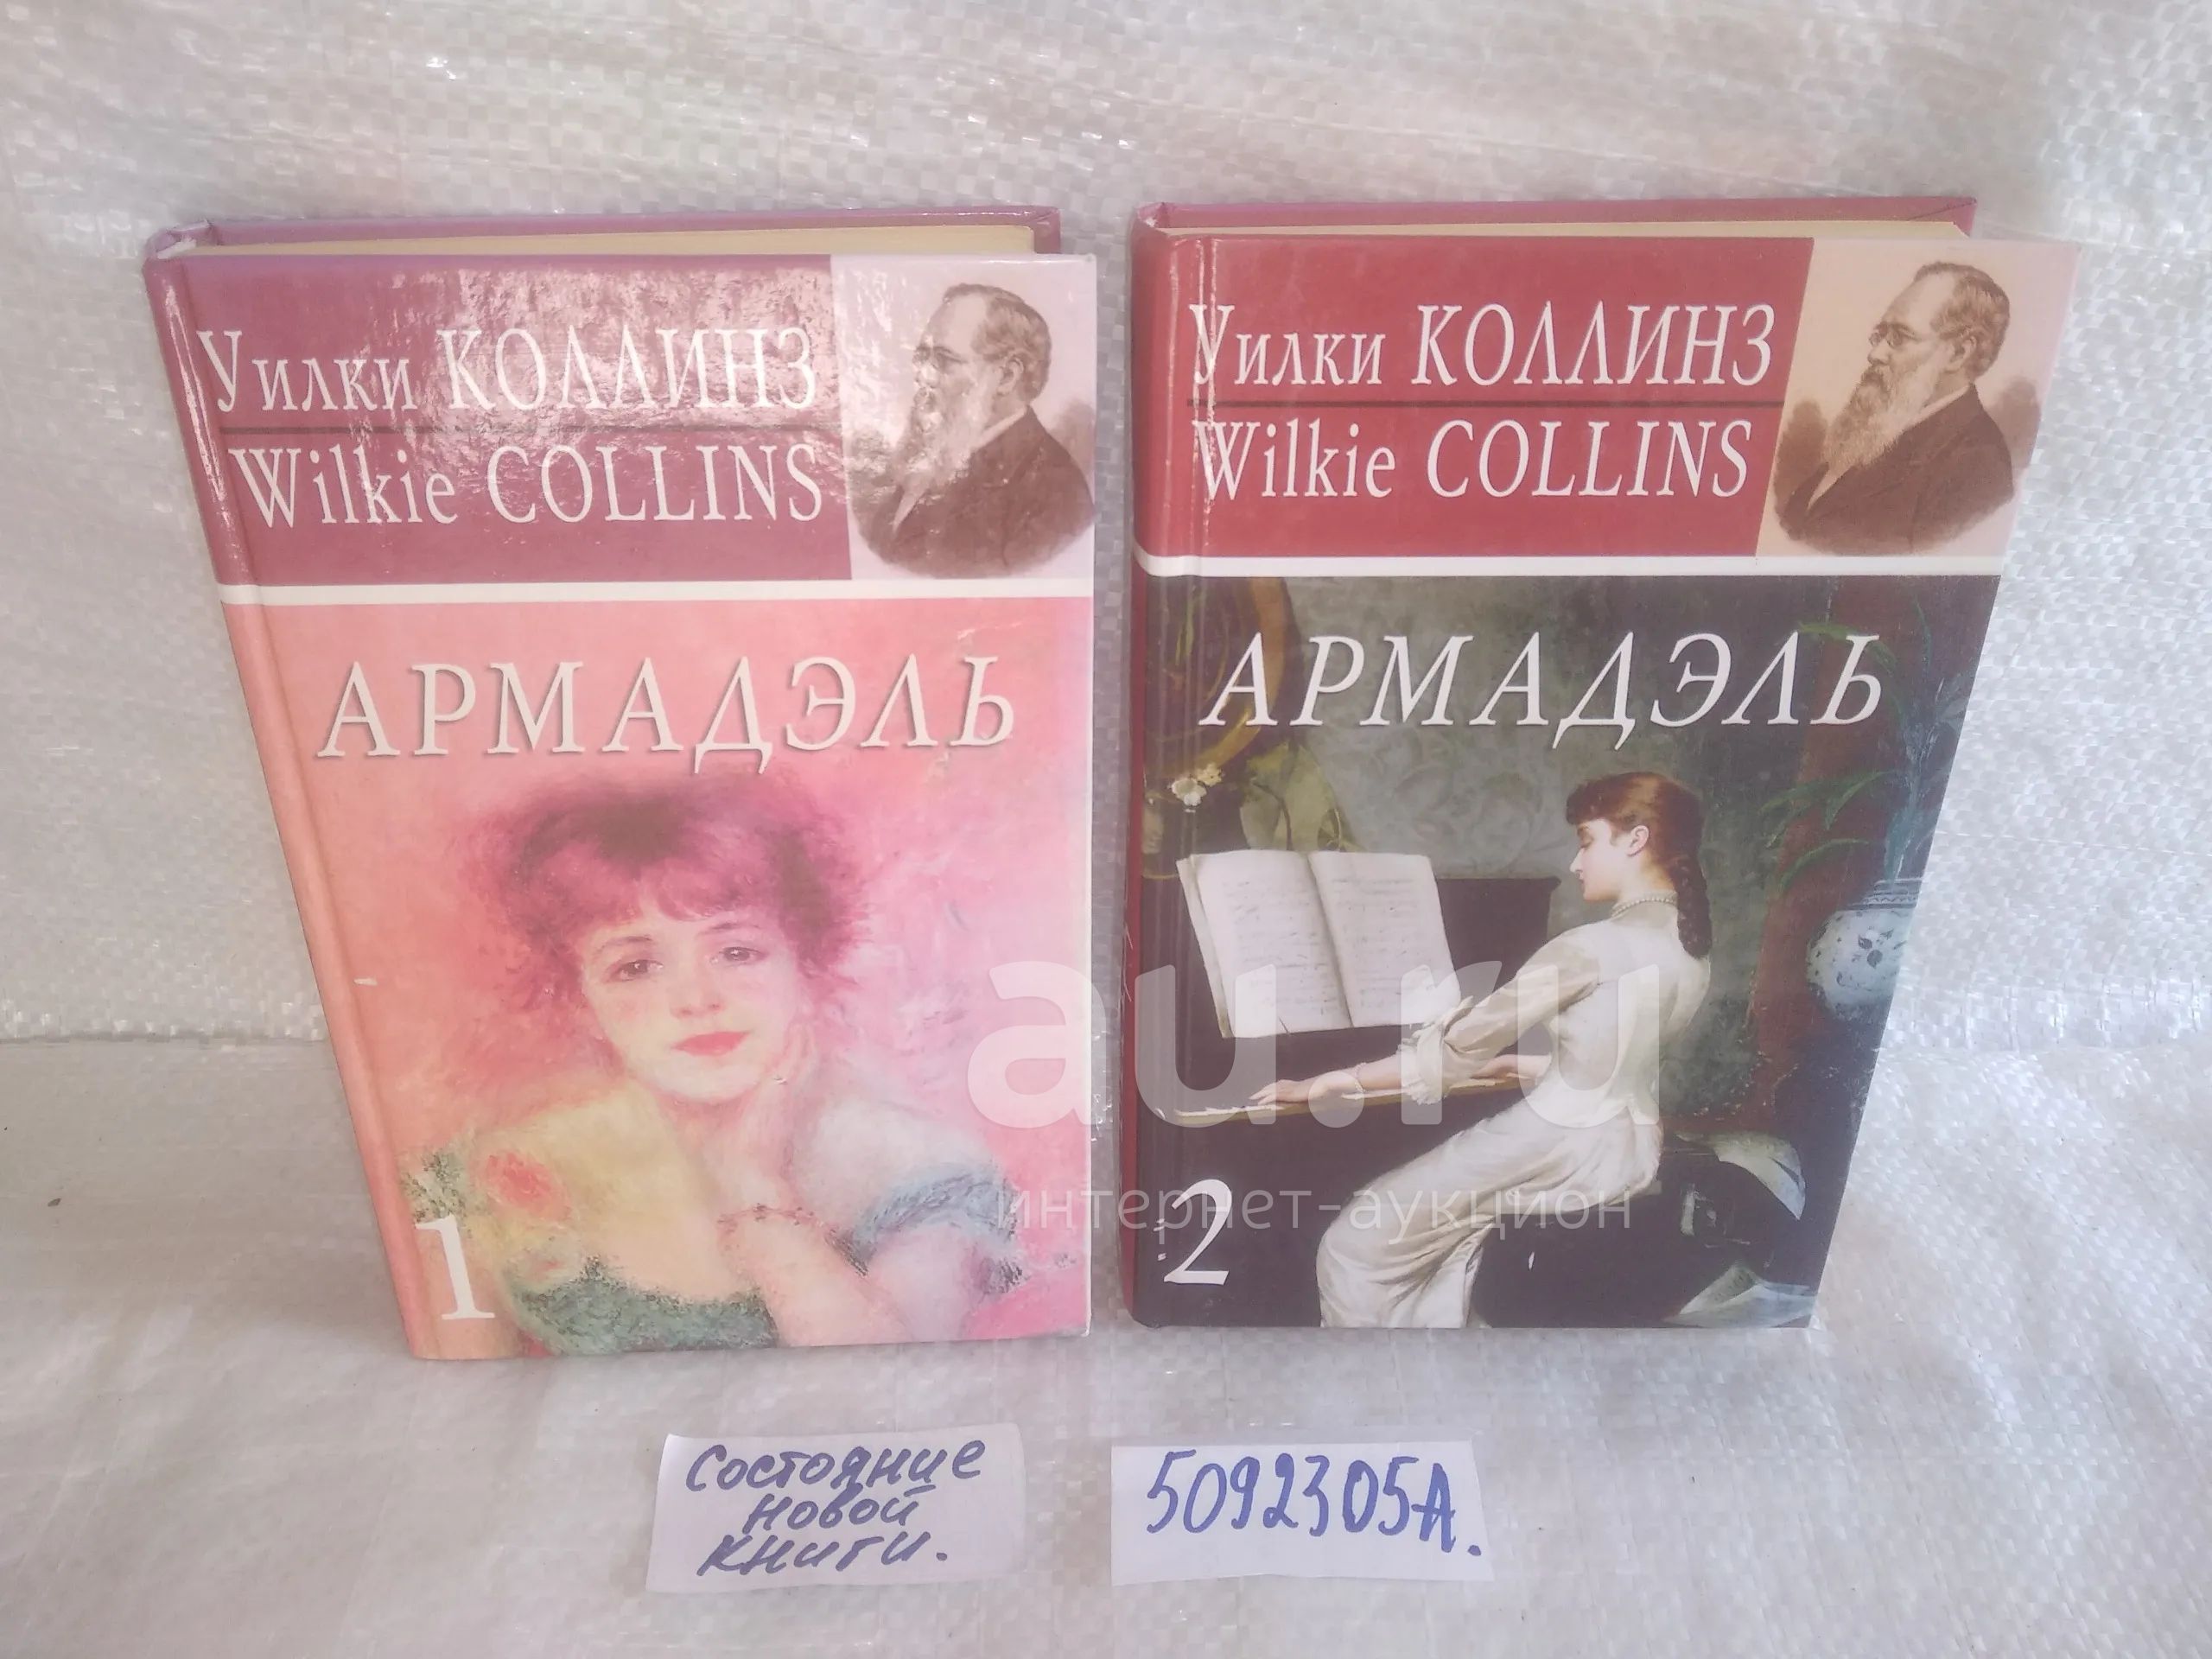 Уилки КОЛЛИНЗ
Wilkie COLLINS
АРМАДЭЛЬ
1
Уилки КОЛЛИНЗ
Wilkie COLLINS
АРМАДЭЛЬ
2
au.ru
интернет-аукцион
Состояние
новой
книги.
5092305А.